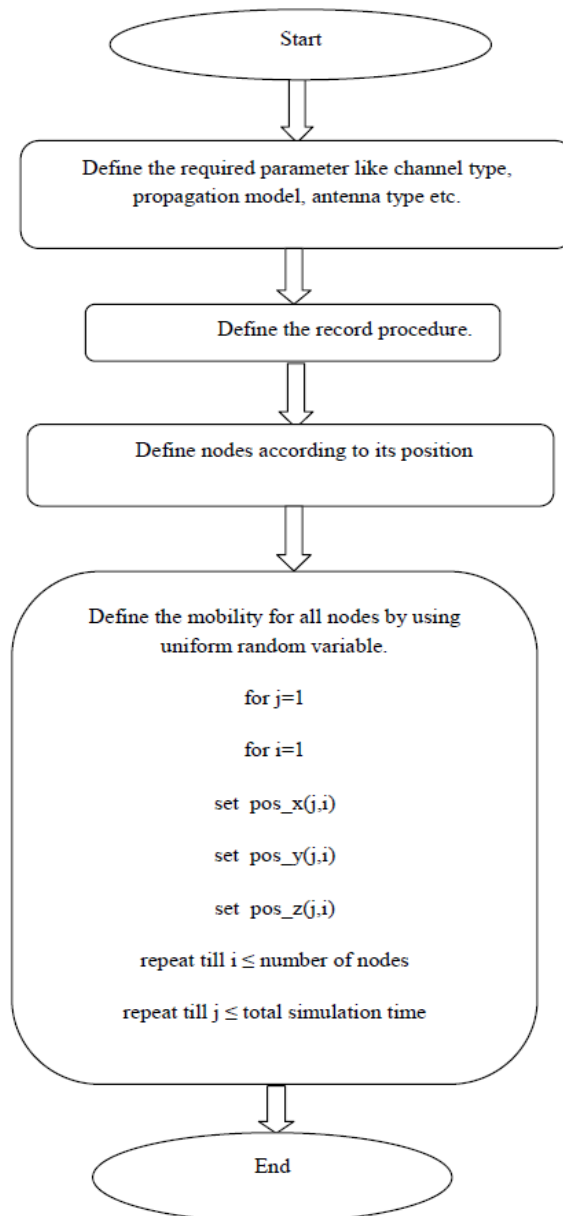 Start
Define the required parameter like channel type,
propagation model, antenna type etc.
Define the record procedure.
Define nodes according to its position
Define the mobility for all nodes by using
uniform random variable.
for j=1
for i=1
set pos_x(j,i)
set pos_y(j,i)
set pos_z(j,i)
repeat till i ≤ number of nodes
repeat till j ≤ total simulation time
End